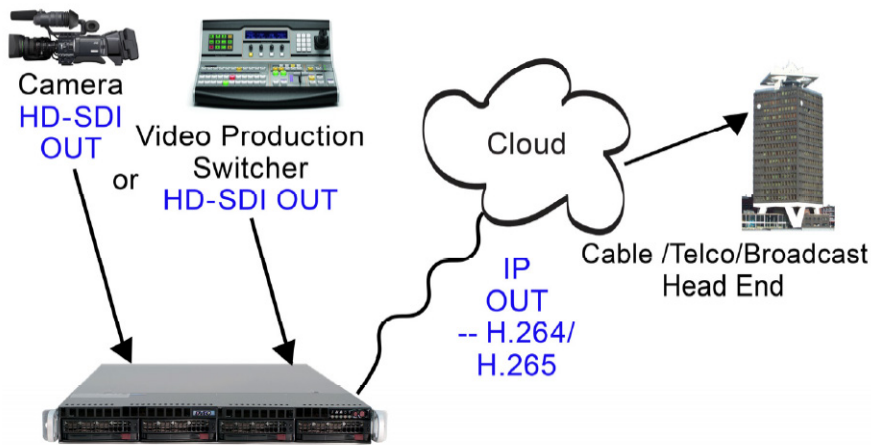 Camera
HD-SDI
OUT
or
Video Production
Switcher
HD-SDI OUT
Cloud
IP
OUT
-- H.264/
H.265
Cable /Telco/Broadcast
Head End